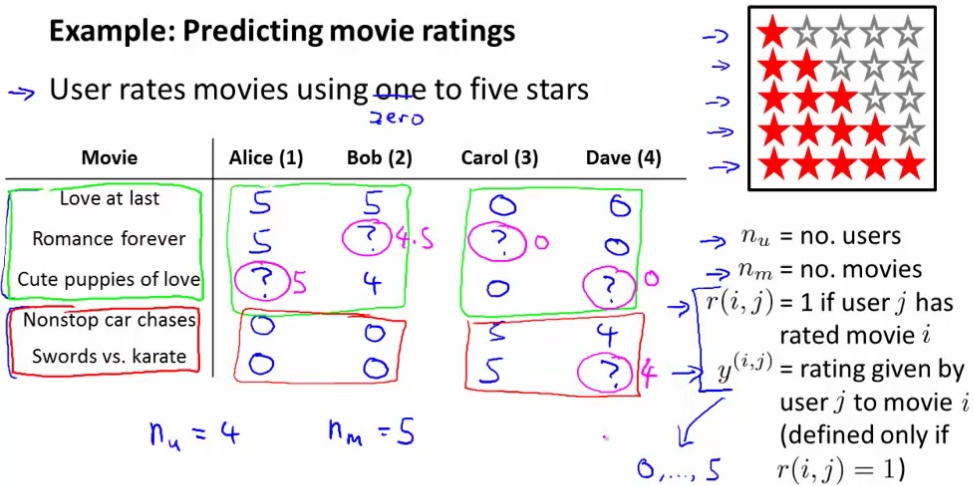 Example: Predicting movie ratings
→ User rates movies using one to five stars
zero
Movie Alice (1) Bob (2) Carol (3) Dave (4)
Love at last 5 5 0 0
Romance forever 5 ? 4.5 ? 0 0
Cute puppies of love ? 5 4 0 ? 0
Nonstop car chases 0 0 5 4
Swords vs. karate 0 0 5 ? 4
n_u = 4 n_m = 5
→ n_u = no. users
→ n_m = no. movies
→ r(i, j) = 1 if user j has
rated movie i
→ y^(i,j) = rating given by
user j to movie i
(defined only if
r(i, j) = 1)
0, ..., 5